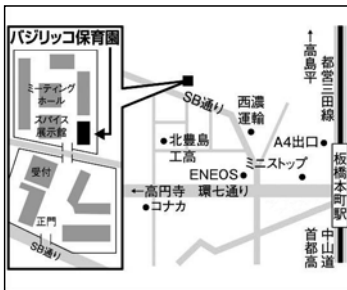 バジリッコ保育園
ミーティング
ホール
スパイス
展示館
受付
正門
SB通り
SB通り
↑
高島平
都営三田線
西濃
運輸
A4出口
北豊島
工高
ミニストップ
ENEOS
←高円寺 環七通り
コナカ
板橋本町駅
首都高
中山道
↓